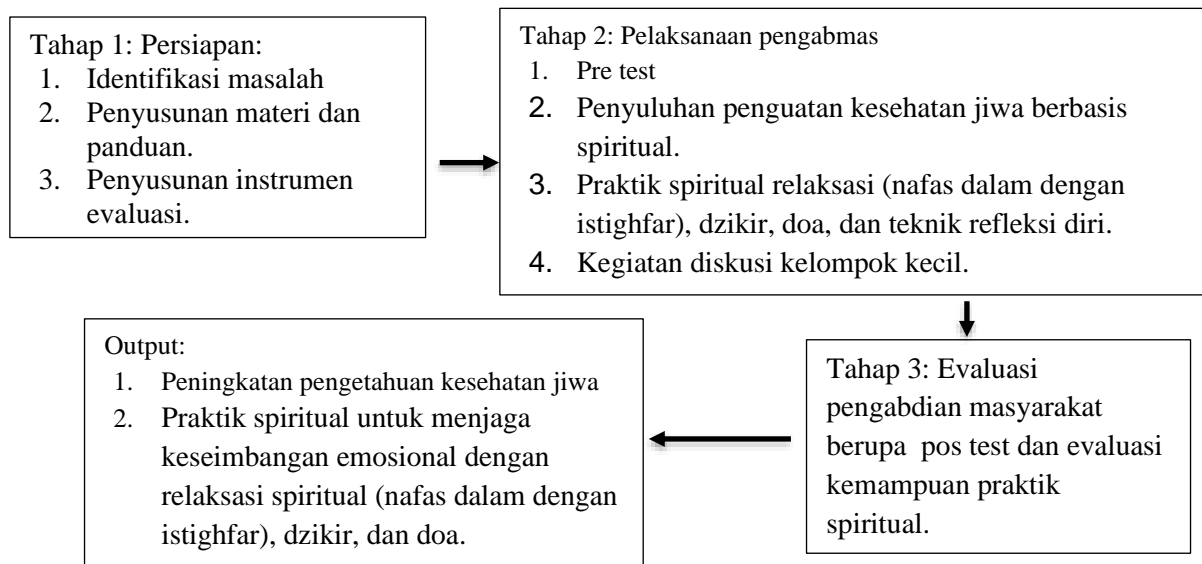 Tahap 1: Persiapan:
1. Identifikasi masalah
2. Penyusunan materi dan
panduan.
3. Penyusunan instrumen
evaluasi.
Tahap 2: Pelaksanaan pengabmas
1. Pre test
2. Penyuluhan penguatan kesehatan jiwa berbasis
spiritual.
3. Praktik spiritual relaksasi (nafas dalam dengan
istighfar), dzikir, doa, dan teknik refleksi diri.
4. Kegiatan diskusi kelompok kecil.
Tahap 3: Evaluasi
pengabdian masyarakat
berupa pos test dan evaluasi
kemampuan praktik
spiritual.
Output:
1. Peningkatan pengetahuan kesehatan jiwa
2. Praktik spiritual untuk menjaga
keseimbangan emosional dengan
relaksasi spiritual (nafas dalam dengan
istighfar), dzikir, dan doa.